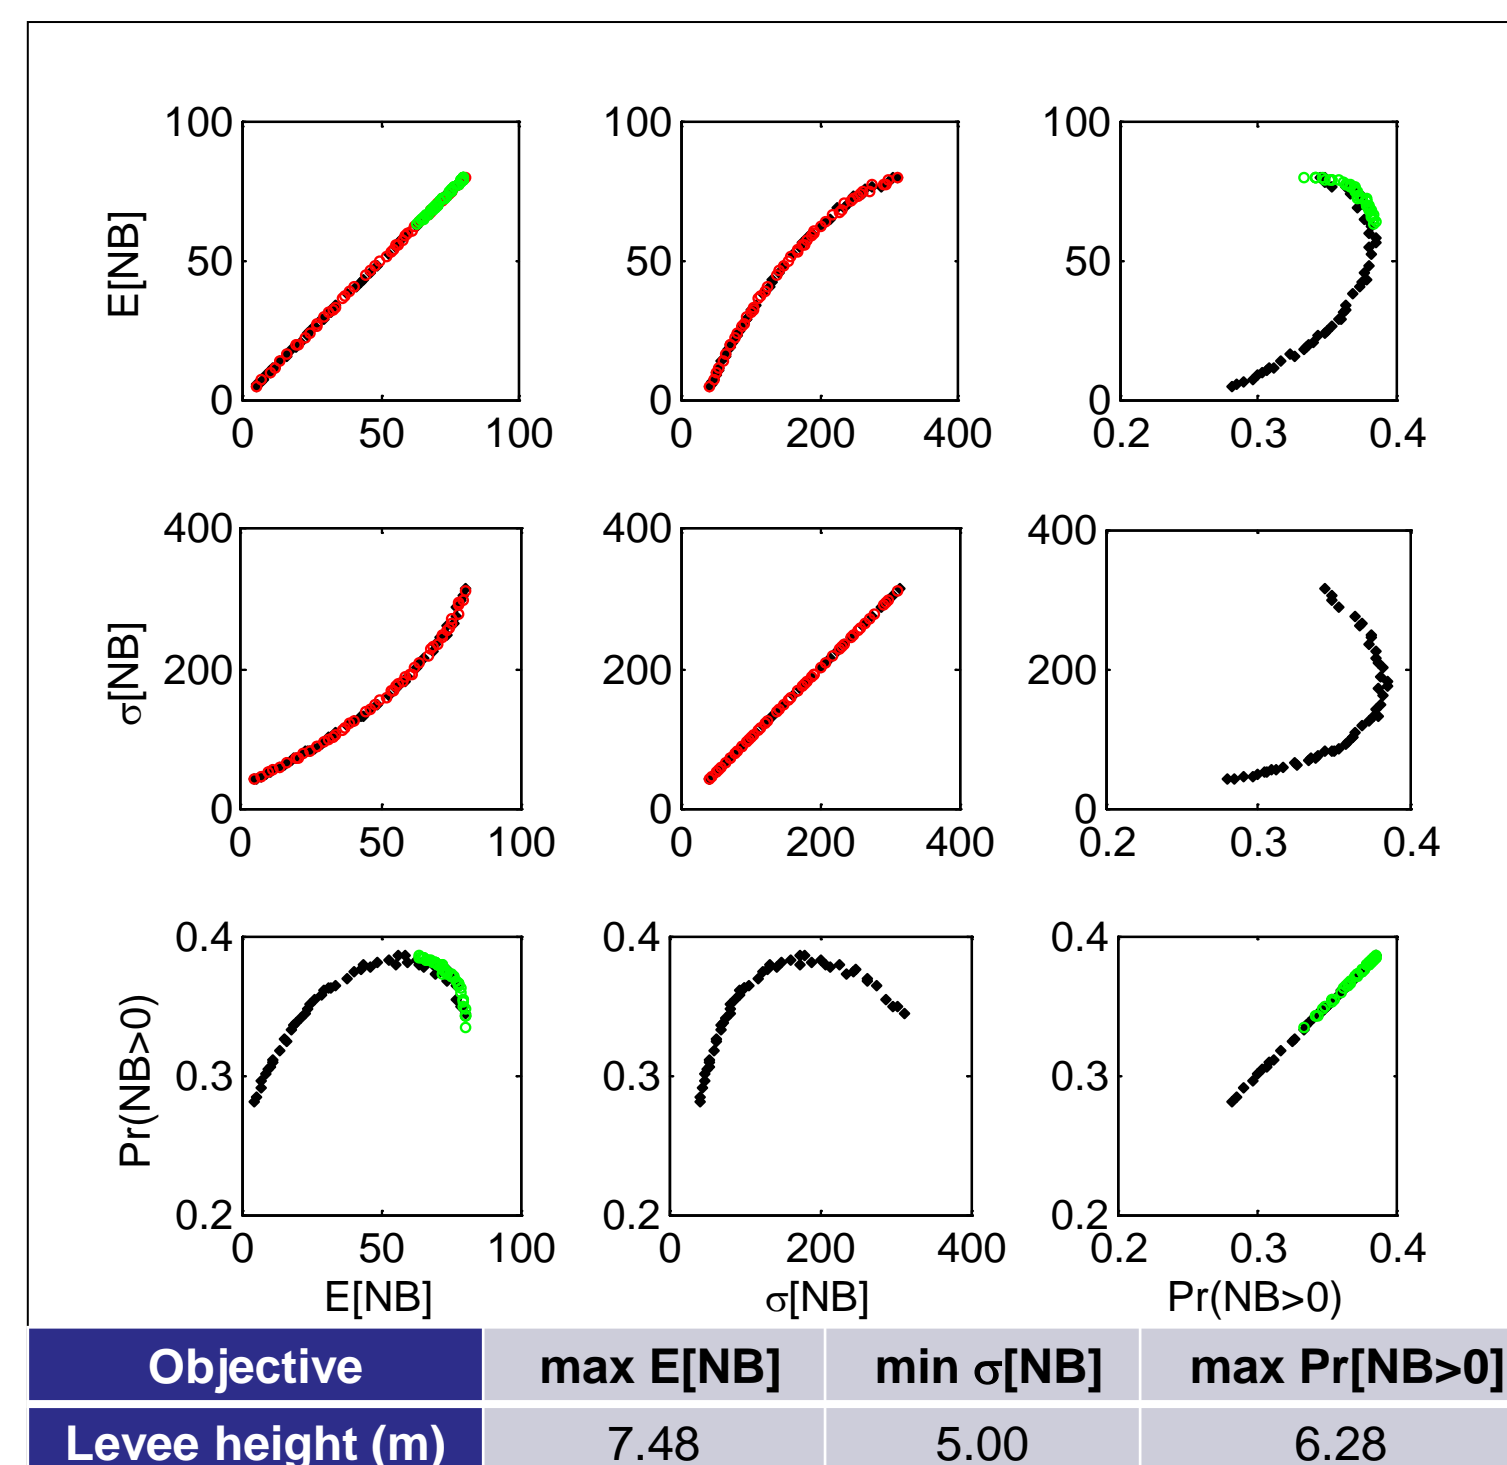 100 100 100
E[NB] 50 50 50
0 0 0
0 50 100 0 200 400 0.2 0.3 0.4
400 400 400
σ[NB] 200 200 200
0 0 0
0 50 100 0 200 400 0.2 0.3 0.4
0.4 0.4 0.4
Pr(NB>0) 0.3 0.3 0.3
0.2 0.2 0.2
0 50 100 0 200 400 0.2 0.3 0.4
E[NB] σ[NB] Pr(NB>0)
Objective max E[NB] min σ[NB] max Pr[NB>0]
Levee height (m) 7.48 5.00 6.28